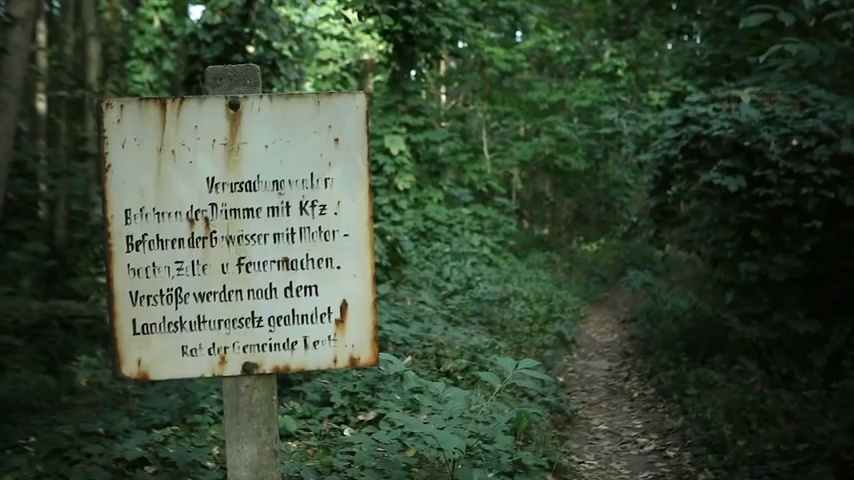 Verursachung von Lärm
Befahren der Dämme mit Kfz.
Befahren der Gewässer mit Motor-
booten, Zelten u. Feuermachen.
Verstöße werden nach dem
Landeskulturgesetz geahndet!
Rat der Gemeinde